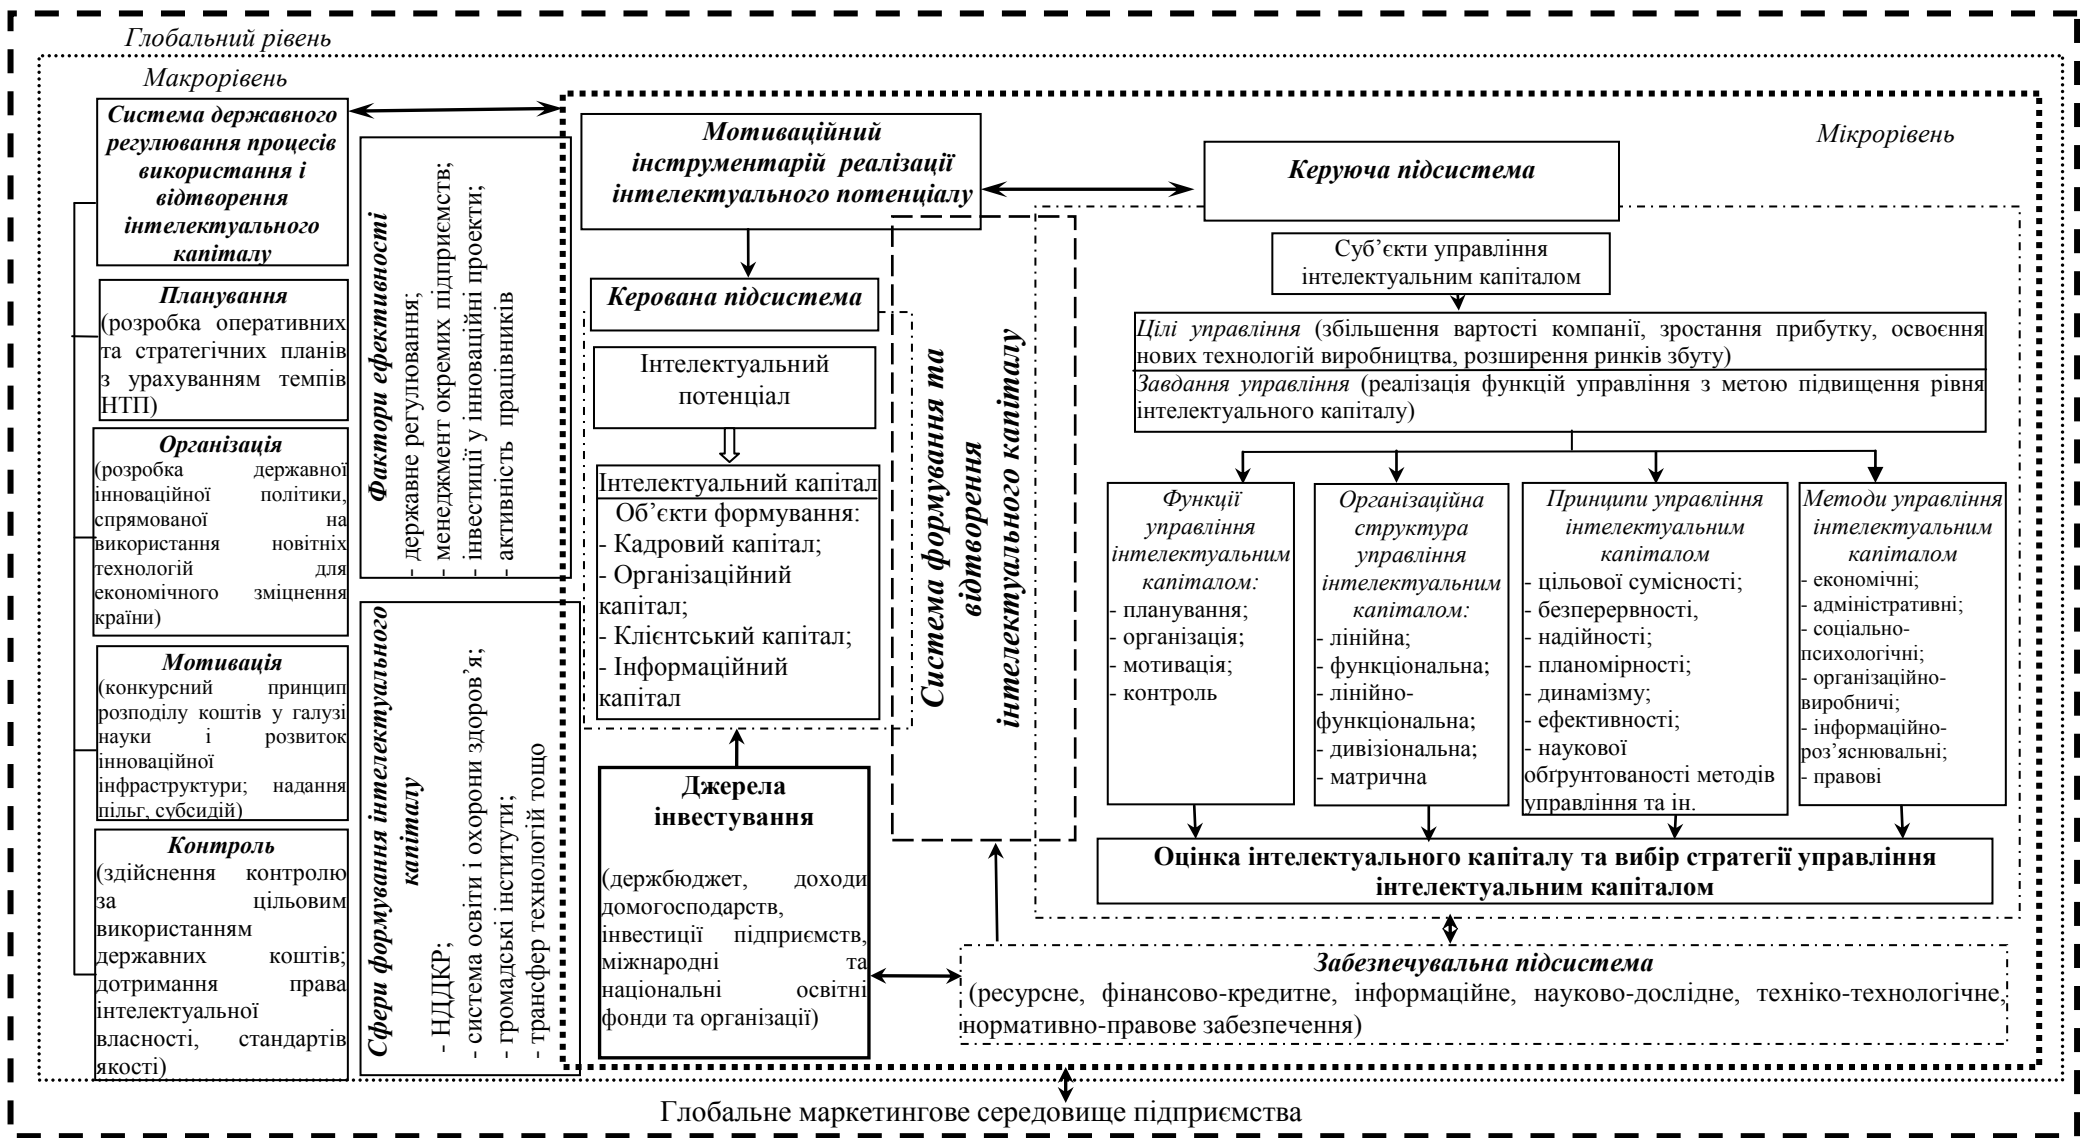 Глобальний рівень
Макрорівень
Система державного
регулювання процесів
використання і
відтворення
інтелектуального
капіталу
Планування
(розробка оперативних
та стратегічних планів
з урахуванням темпів
НТП)
Організація
(розробка державної
інноваційної політики,
спрямованої на
використання новітніх
технологій для
економічного зміцнення
країни)
Мотивація
(конкурсний принцип
розподілу коштів у галузі
науки і розвиток
інноваційної
інфраструктури; надання
пільг, субсидій)
Контроль
(здійснення контролю
за цільовим
використанням
державних коштів;
дотримання права
інтелектуальної
власності, стандартів
якості)
Фактори ефективності
- державне регулювання;
- менеджмент окремих підприємств;
- інвестиції у інноваційні проекти;
- активність працівників
Сфери формування інтелектуального
капіталу
- НДДКР;
- система освіти і охорони здоров’я;
- громадські інститути;
- трансфер технологій тощо
Мотиваційний
інструментарій реалізації
інтелектуального потенціалу
Керована підсистема
Інтелектуальний
потенціал
Інтелектуальний капітал
Об’єкти формування:
- Кадровий капітал;
- Організаційний
капітал;
- Клієнтський капітал;
- Інформаційний
капітал
Джерела
інвестування
(держбюджет, доходи
домогосподарств,
інвестиції підприємств,
міжнародні та
національні освітні
фонди та організації)
Система формування та
відтворення
інтелектуального капіталу
Мікрорівень
Керуюча підсистема
Суб’єкти управління
інтелектуальним капіталом
Цілі управління (збільшення вартості компанії, зростання прибутку, освоєння
нових технологій виробництва, розширення ринків збуту)
Завдання управління (реалізація функцій управління з метою підвищення рівня
інтелектуального капіталу)
Функції
управління
інтелектуальним
капіталом:
- планування;
- організація;
- мотивація;
- контроль
Організаційна
структура
управління
інтелектуальним
капіталом:
- лінійна;
- функціональна;
- лінійно-
функціональна;
- дивізіональна;
- матрична
Принципи управління
інтелектуальним
капіталом
- цільової сумісності;
- безперервності,
- надійності;
- планомірності;
- динамізму;
- ефективності;
- наукової
обґрунтованості методів
управління та ін.
Методи управління
інтелектуальним
капіталом
- економічні;
- адміністративні;
- соціально-
психологічні;
- організаційно-
виробничі;
- інформаційно-
роз’яснювальні;
- правові
Оцінка інтелектуального капіталу та вибір стратегії управління
інтелектуальним капіталом
Забезпечувальна підсистема
(ресурсне, фінансово-кредитне, інформаційне, науково-дослідне, техніко-технологічне,
нормативно-правове забезпечення)
Глобальне маркетингове середовище підприємства